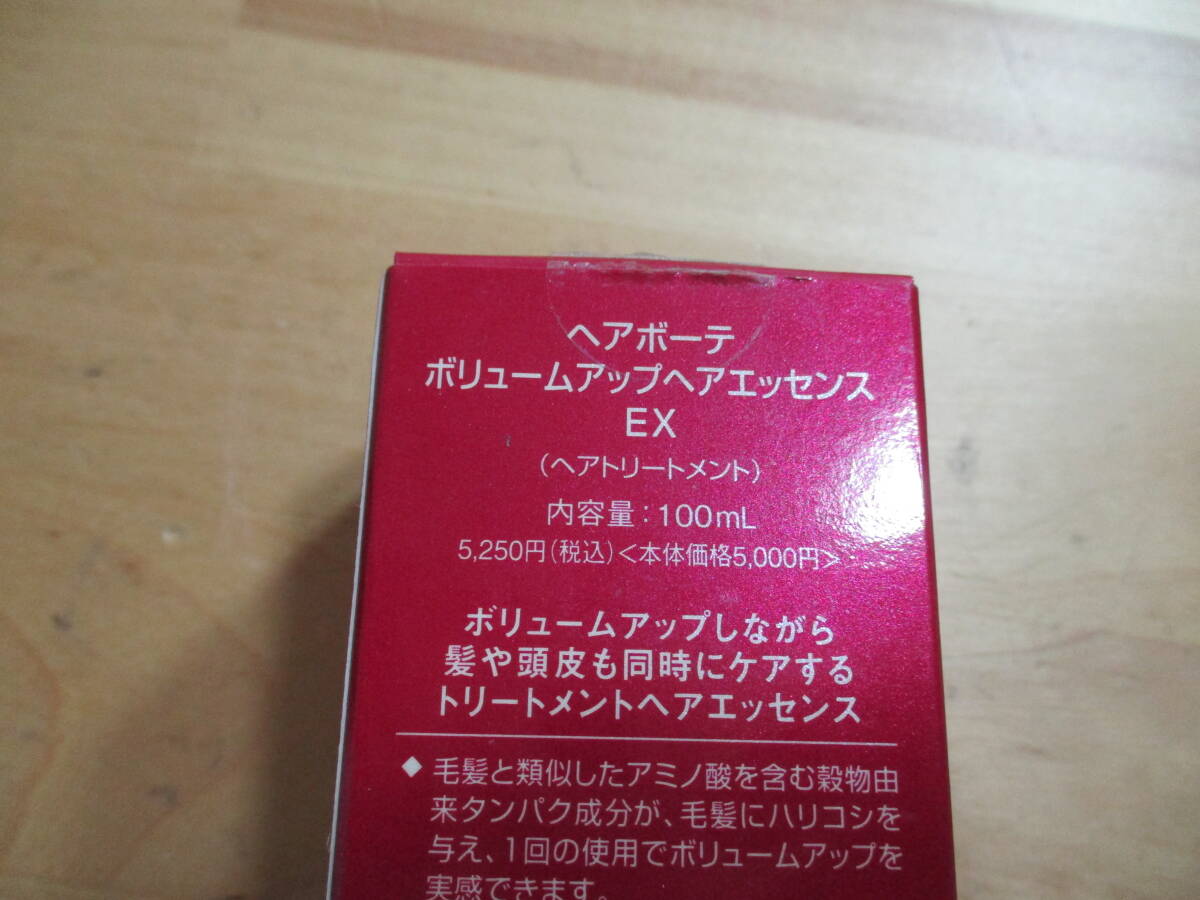 ヘアボーテ
ボリュームアップヘアエッセンス
EX
(ヘアトリートメント)
内容量：100mL
5,250円(税込)<本体価格5,000円>
ボリュームアップしながら
髪や頭皮も同時にケアする
トリートメントヘアエッセンス
◆毛髪と類似したアミノ酸を含む穀物由
来タンパク成分が、毛髪にハリコシを
与え、1回の使用でボリュームアップを
実感できます。